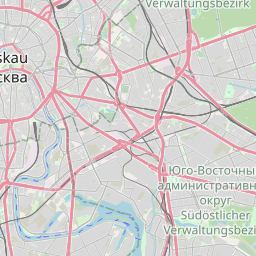 Verwaltungsbezirk
skau
сква
Юго-Восточны
административн
округ
Südöstlicher
Verwaltungsbezi